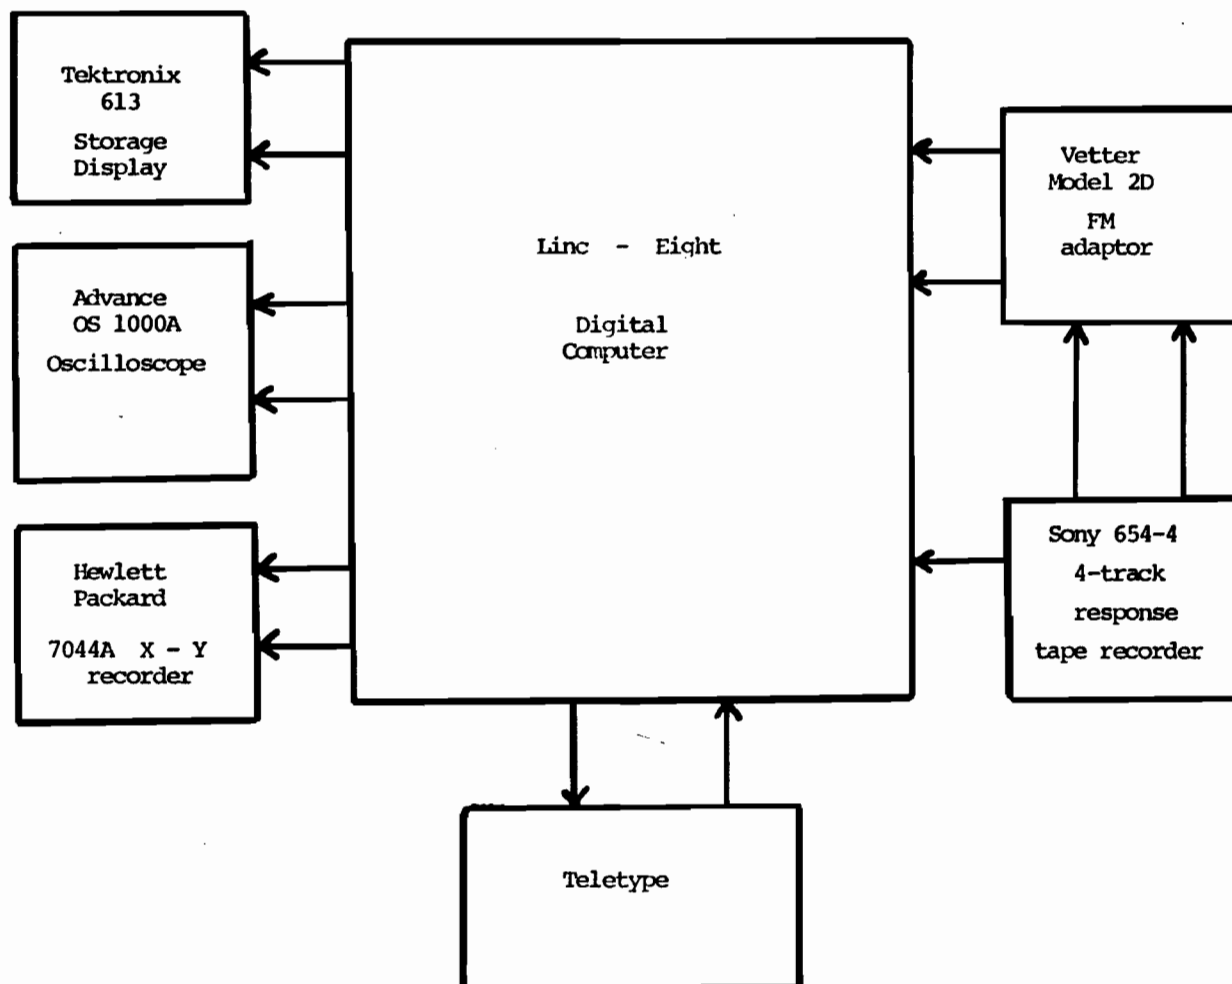 Tektronix
613
Storage
Display
Advance
OS 1000A
Oscilloscope
Hewlett
Packard
7044A X - Y
recorder
Linc - Eight
Digital
Computer
Teletype
Vetter
Model 2D
FM
adaptor
Sony 654-4
4-track
response
tape recorder